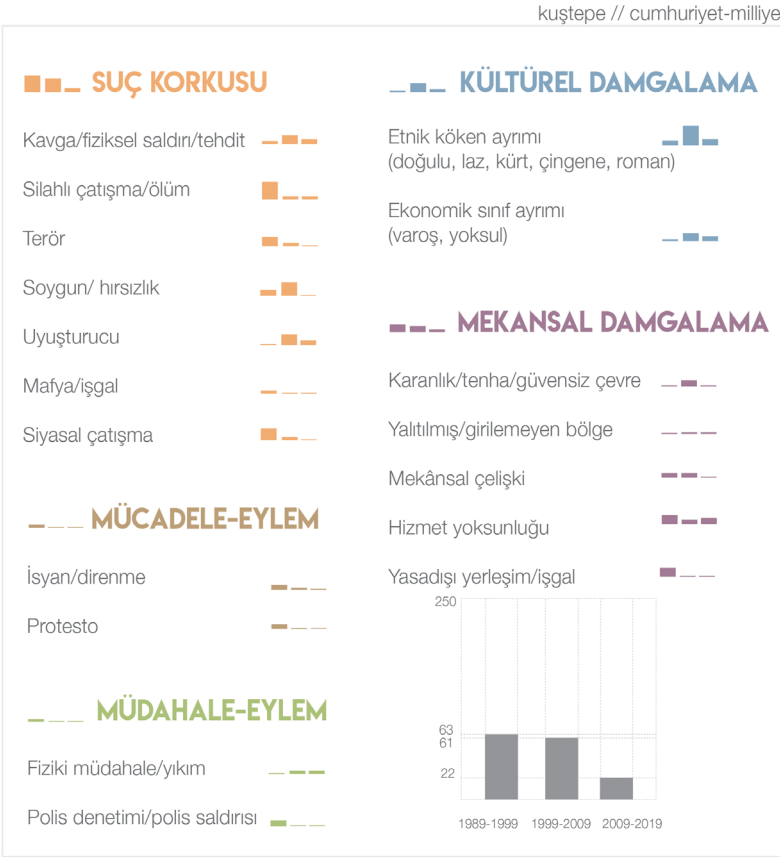 kuştepe // cumhuriyet-milliye
SUÇ KORKUSU
Kavga/fiziksel saldırı/tehdit
Silahlı çatışma/ölüm
Terör
Soygun/ hırsızlık
Uyuşturucu
Mafya/işgal
Siyasal çatışma
MÜCADELE-EYLEM
İsyan/direnme
Protesto
MÜDAHALE-EYLEM
Fiziki müdahale/yıkım
Polis denetimi/polis saldırısı
KÜLTÜREL DAMGALAMA
Etnik köken ayrımı
(doğulu, laz, kürt, çingene, roman)
Ekonomik sınıf ayrımı
(varoş, yoksul)
MEKANSAL DAMGALAMA
Karanlık/tenha/güvensiz çevre
Yalıtılmış/girilemeyen bölge
Mekânsal çelişki
Hizmet yoksunluğu
Yasadışı yerleşim/işgal
250
63
61
22
1989-1999 1999-2009 2009-2019